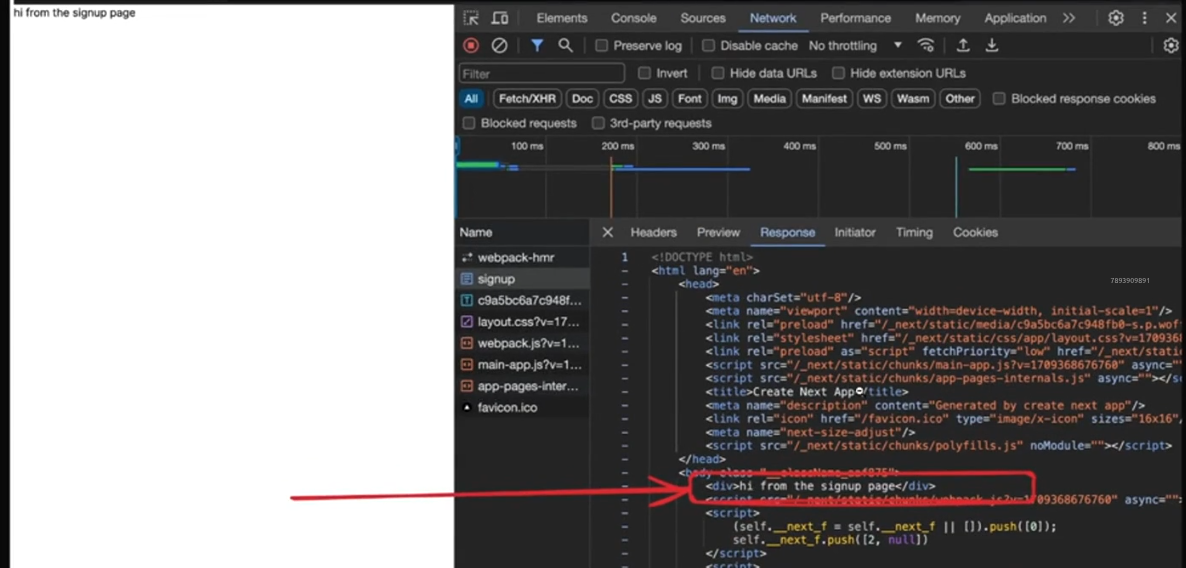 hi from the signup page
Elements Console Sources Network Performance Memory Application
Preserve log Disable cache No throttling
Filter Invert Hide data URLs Hide extension URLs
All Fetch/XHR Doc CSS JS Font Img Media Manifest WS Wasm Other Blocked response cookies
Blocked requests 3rd-party requests
100 ms 200 ms 300 ms 400 ms 500 ms 600 ms 700 ms 800 ms
Name Headers Preview Response Initiator Timing Cookies
webpack-hmr
signup
c9a5bc6a7c948f...
layout.css?v=17...
webpack.js?v=1...
main-app.js?v=1...
app-pages-inter...
favicon.ico
1 <!DOCTYPE html>
<html lang="en">
<head>
7893909891
<meta charSet="utf-8"/>
<meta name="viewport" content="width=device-width, initial-scale=1"/>
<link rel="preload" href="/_next/static/media/c9a5bc6a7c948fb0-s.p.wof
<link rel="stylesheet" href="/_next/static/css/app/layout.css?v=17093
<link rel="preload" as="script" fetchPriority="low" href="/_next/stati
<script src="/_next/static/chunks/main-app.js?v=1709368676760" async=""
<script src="/_next/static/chunks/app-pages-internals.js" async=""></s
<title>Create Next App</title>
<meta name="description" content="Generated by create next app"/>
<link rel="icon" href="/favicon.ico" type="image/x-icon" sizes="16x16"
<meta name="next-size-adjust"/>
<script src="/_next/static/chunks/polyfills.js" noModule=""></script>
</head>
<body class="__className_aaf875">
<div>hi from the signup page</div>
<script src="/_next/static/chunks/webpack.js?v=1709368676760" async="">
<script>
(self.__next_f = self.__next_f || []).push([0]);
self.__next_f.push([2, null])
</script>
<script>